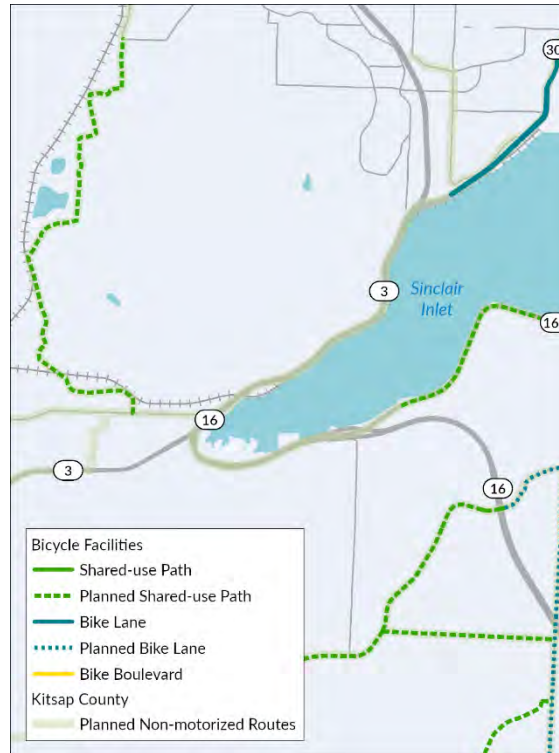 30
3
Sinclair
Inlet
16
16
3
16
Bicycle Facilities
Shared-use Path
Planned Shared-use Path
Bike Lane
Planned Bike Lane
Bike Boulevard
Kitsap County
Planned Non-motorized Routes